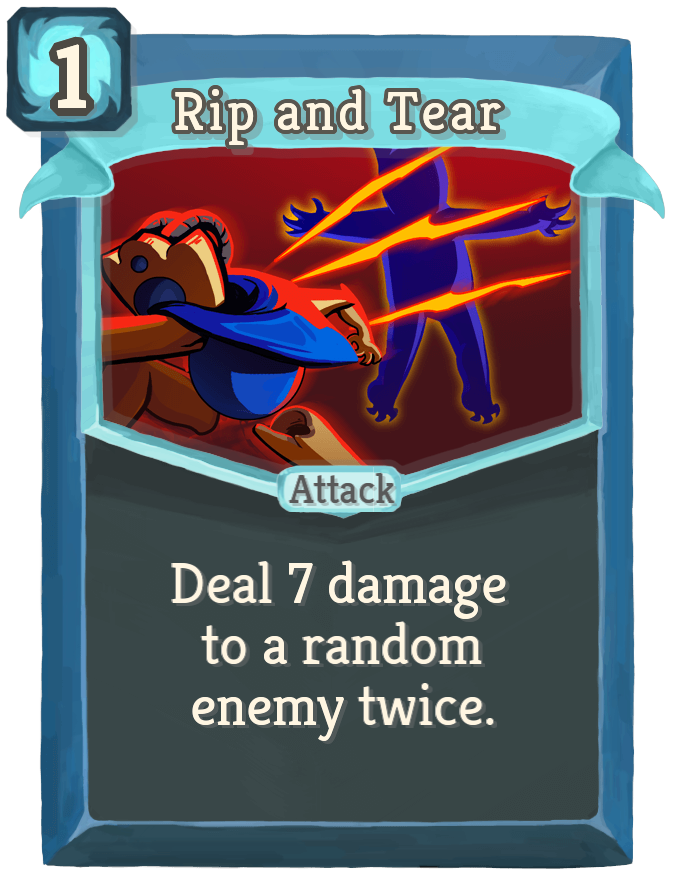 1
Rip and Tear
Attack
Deal 7 damage
to a random
enemy twice.